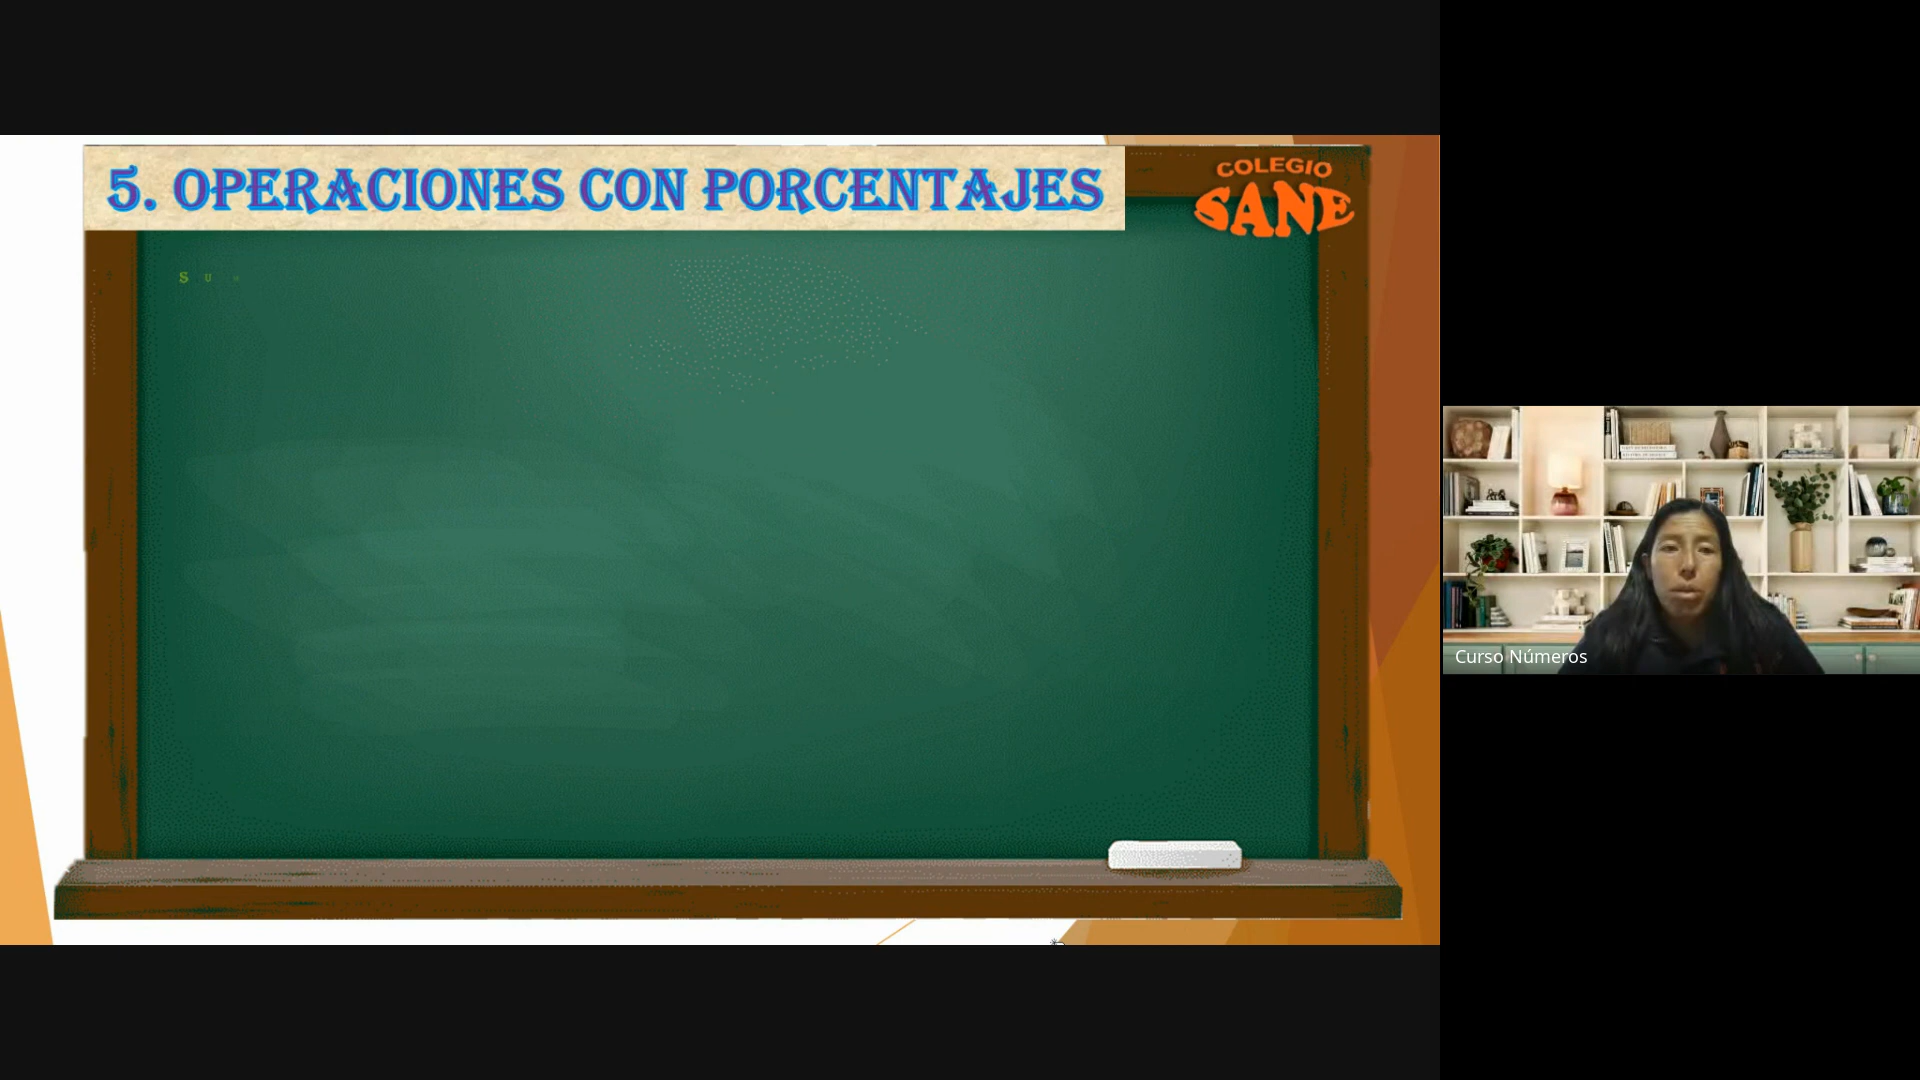 5. OPERACIONES CON PORCENTAJES
COLEGIO
SANE
S U
Curso Números